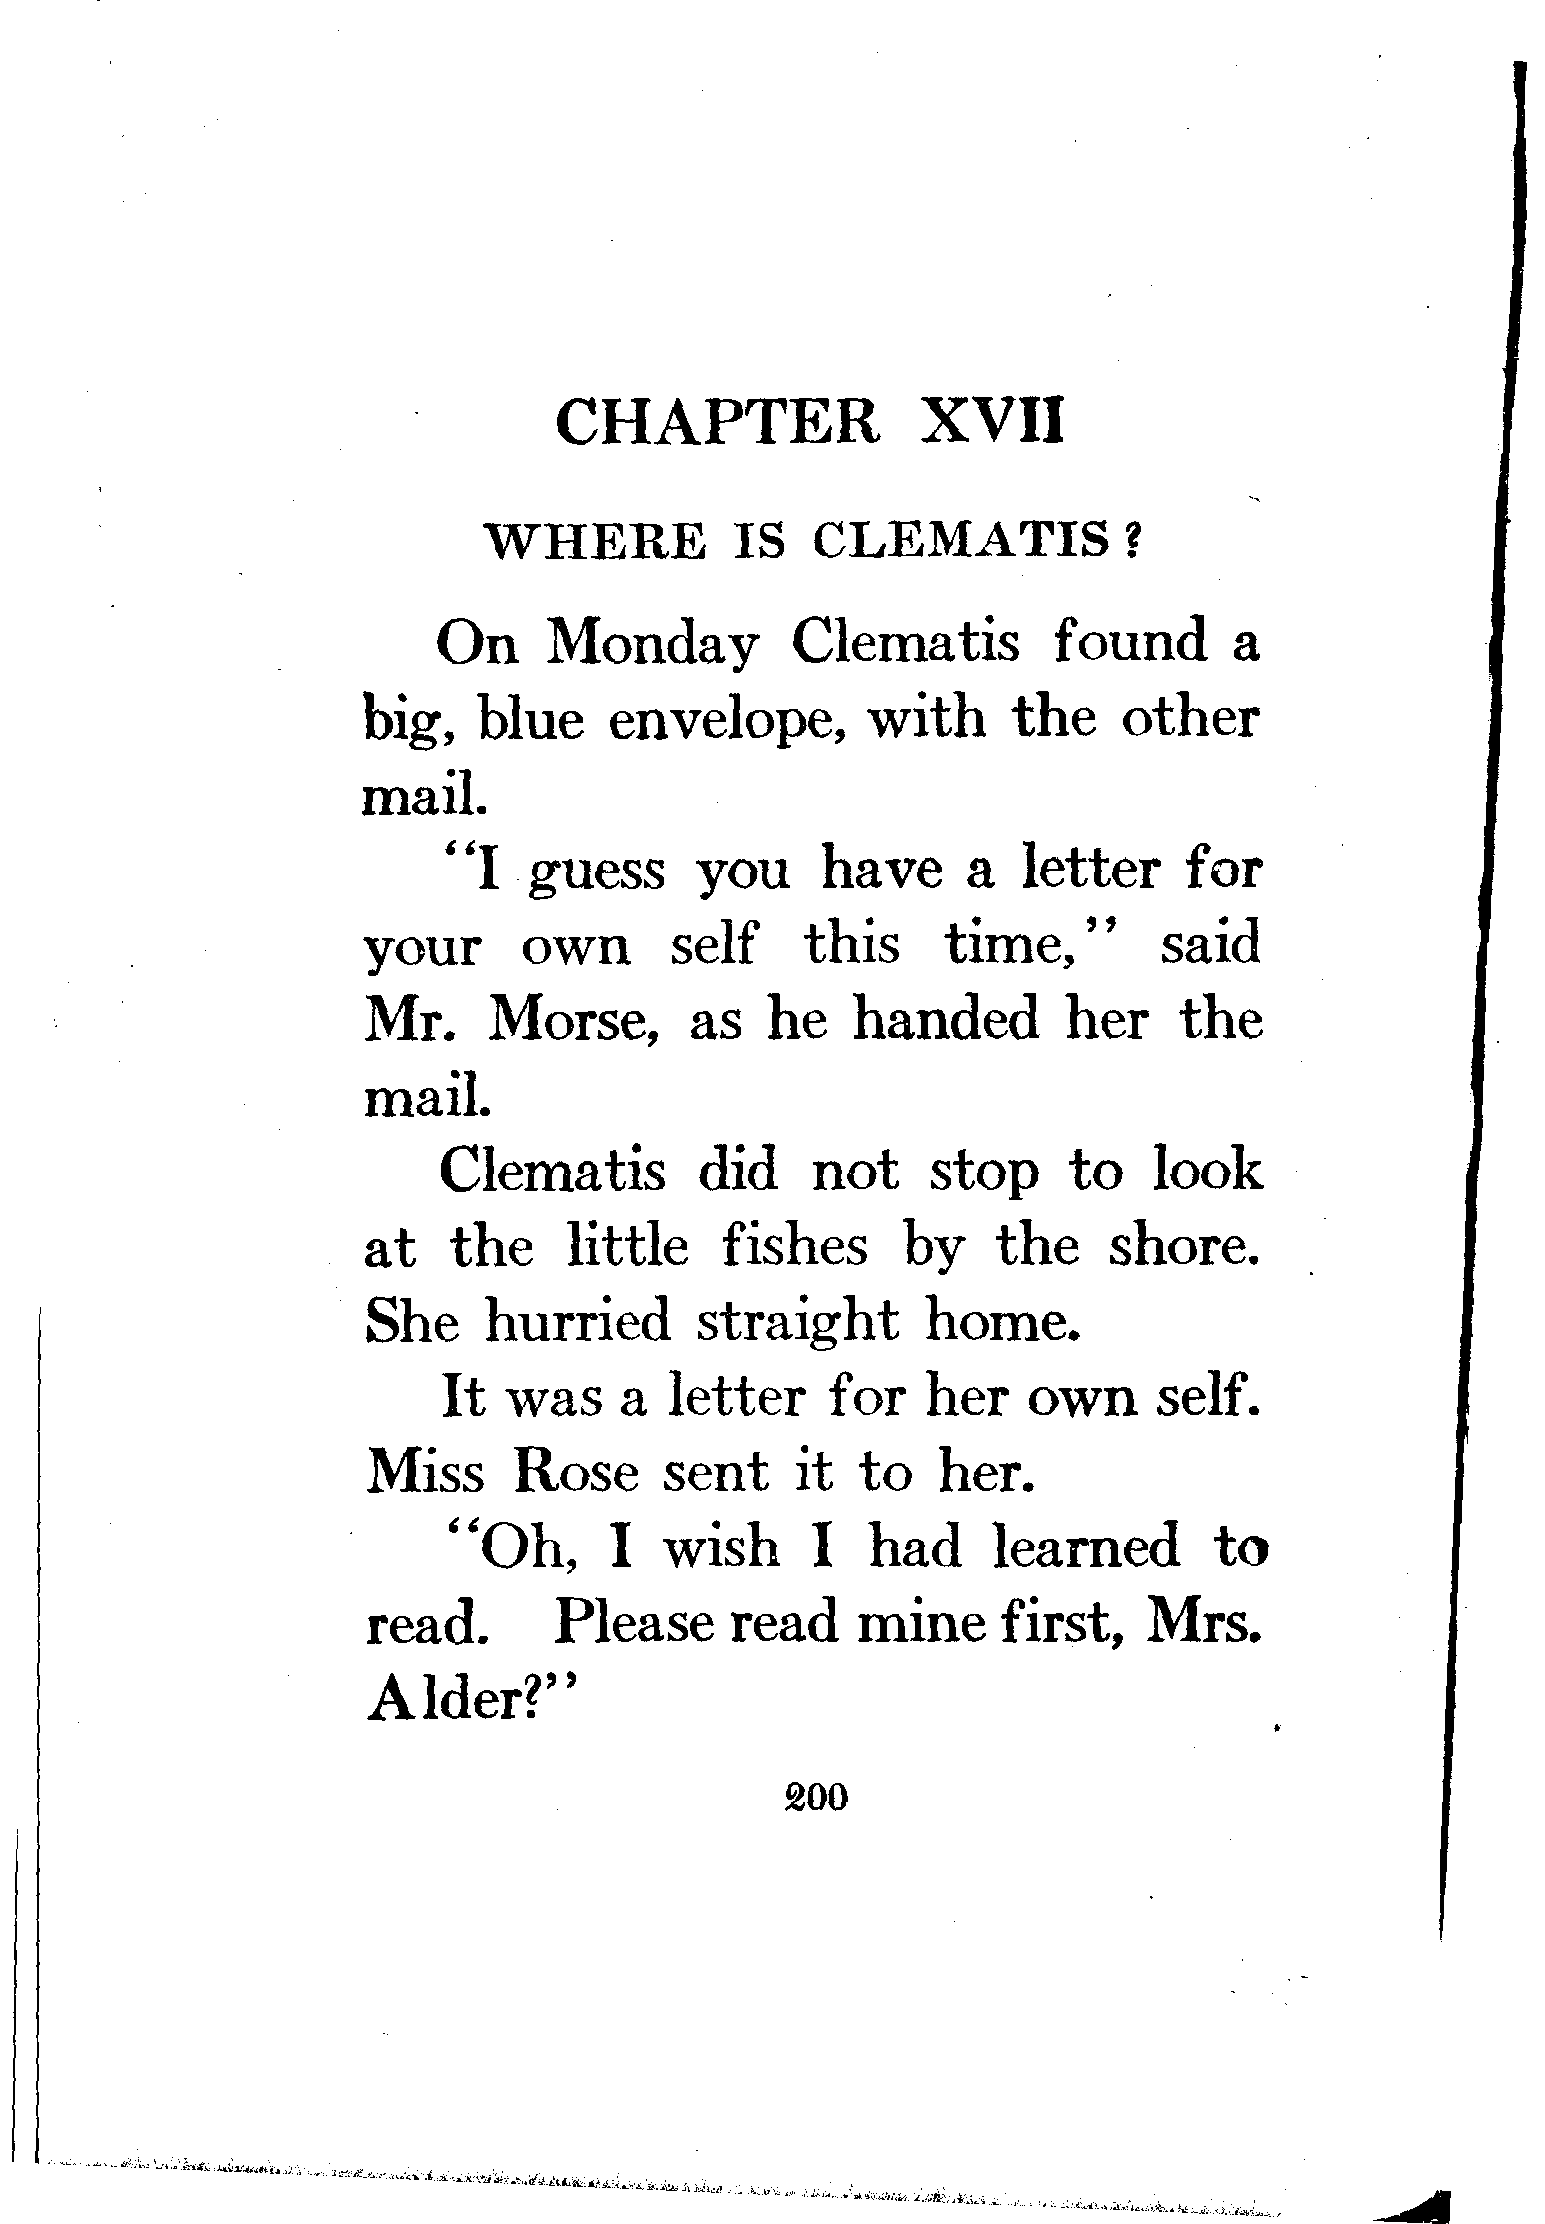 CHAPTER XVII
WHERE IS CLEMATIS?
On Monday Clematis found a
big, blue envelope, with the other
mail.
"I guess you have a letter for
your own self this time," said
Mr. Morse, as he handed her the
mail.
Clematis did not stop to look
at the little fishes by the shore.
She hurried straight home.
It was a letter for her own self.
Miss Rose sent it to her.
"Oh, I wish I had learned to
read. Please read mine first, Mrs.
Alder?"
200